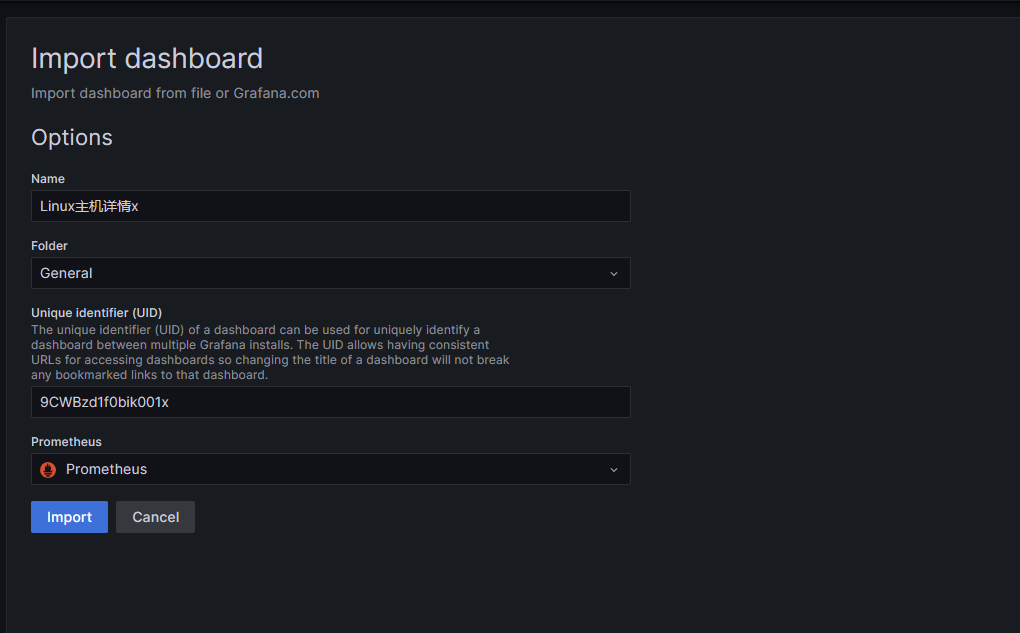 Import dashboard
Import dashboard from file or Grafana.com
Options
Name
Linux主机详情x
Folder
General
Unique identifier (UID)
The unique identifier (UID) of a dashboard can be used for uniquely identify a
dashboard between multiple Grafana installs. The UID allows having consistent
URLs for accessing dashboards so changing the title of a dashboard will not break
any bookmarked links to that dashboard.
9CWBzd1f0bik001x
Prometheus
Prometheus
Import Cancel